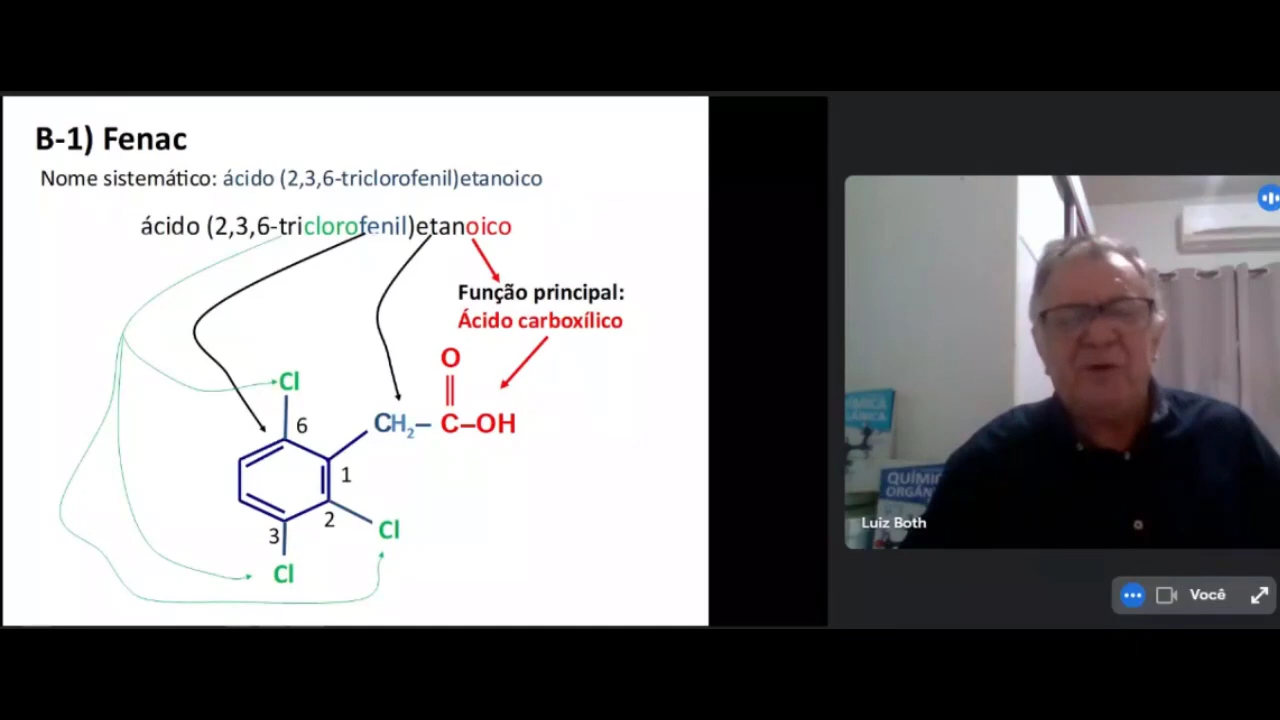 B-1) Fenac
Nome sistemático: ácido (2,3,6-triclorofenil)etanoico
ácido (2,3,6-triclorofenil)etanoico
Função principal:
Ácido carboxílico
O
Cl
6
CH₂– C–OH
1
2
Cl
3
Cl
QUÍMICA
ORGÂN
Luiz Both
Você